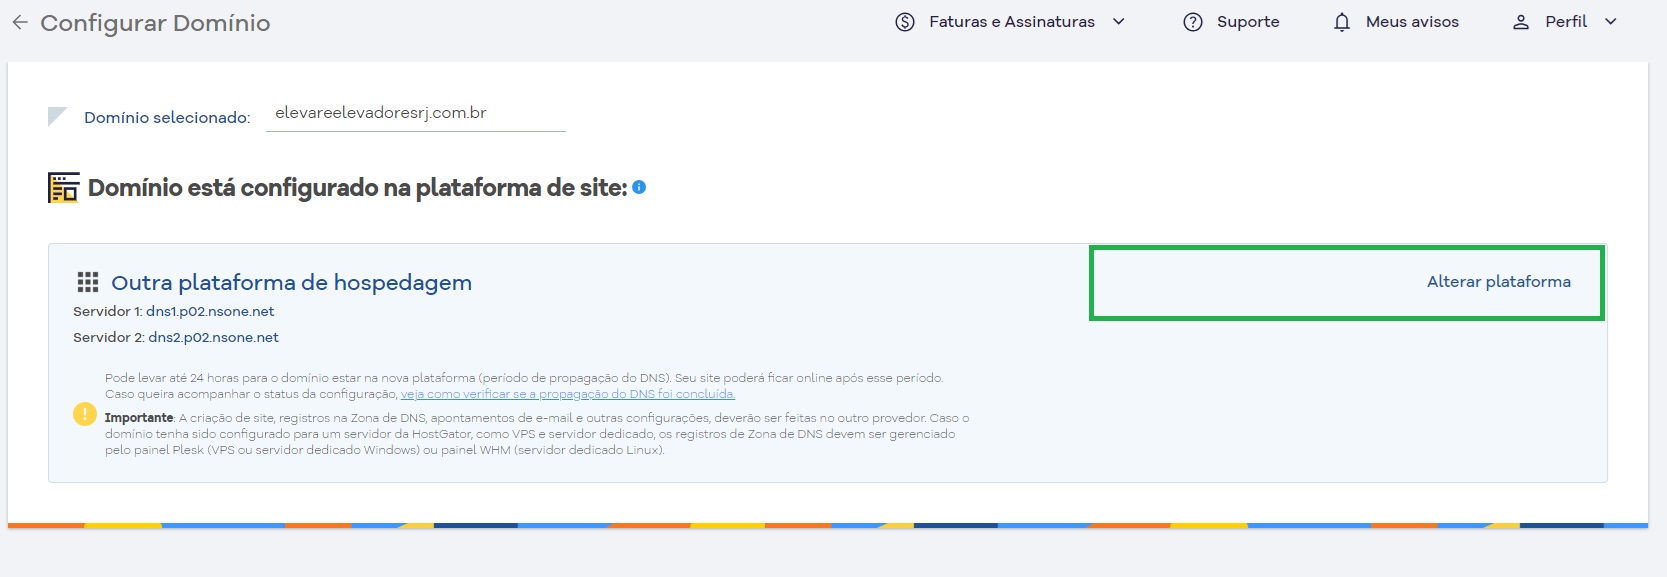 Configurar Domínio
Faturas e Assinaturas
Suporte
Meus avisos
Perfil
Domínio selecionado:
elevareelevadoresrj.com.br
Domínio está configurado na plataforma de site:
Outra plataforma de hospedagem
Alterar plataforma
Servidor 1: dns1.p02.nsone.net
Servidor 2: dns2.p02.nsone.net
Pode levar até 24 horas para o domínio estar na nova plataforma (período de propagação do DNS). Seu site poderá ficar online após esse período.
Caso queira acompanhar o status da configuração, veja como verificar se a propagação do DNS foi concluída.
Importante: A criação de site, registros na Zona de DNS, apontamentos de e-mail e outras configurações, deverão ser feitas no outro provedor. Caso o
domínio tenha sido configurado para um servidor da HostGator, como VPS e servidor dedicado, os registros de Zona de DNS devem ser gerenciado
pelo painel Plesk (VPS ou servidor dedicado Windows) ou painel WHM (servidor dedicado Linux).